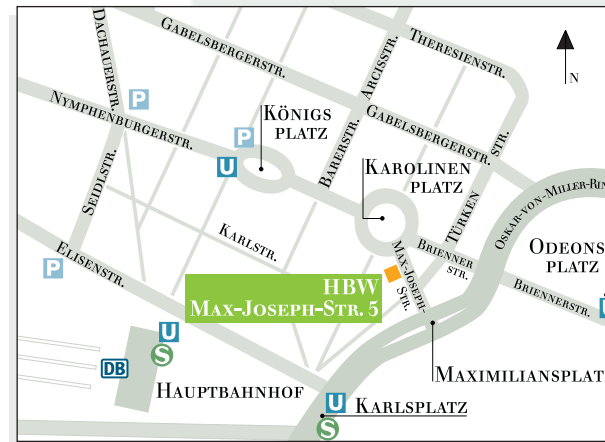 DACHAUERSTR.
GABELSBERGERSTR.
THERESIENSTR.
ARCISSTR.
N
P
NYMPHENBURGERSTR.
P
KÖNIGS
PLATZ
U
BARERSTR.
GABELSBERGERSTR.
KAROLINEN
PLATZ
TÜRKEN
STR.
OSKAR-VON-MILLER-RIN
SEIDLSTR.
KARLSTR.
ELISENSTR.
P
MAX-JOSEPH-
STR.
BRIENNER
STR.
ODEONS
PLATZ
BRIENNERSTR.
HBW
MAX-JOSEPH-STR. 5
U
S
DB
HAUPTBAHNHOF
MAXIMILIANSPLAT
U
KARLSPLATZ
S